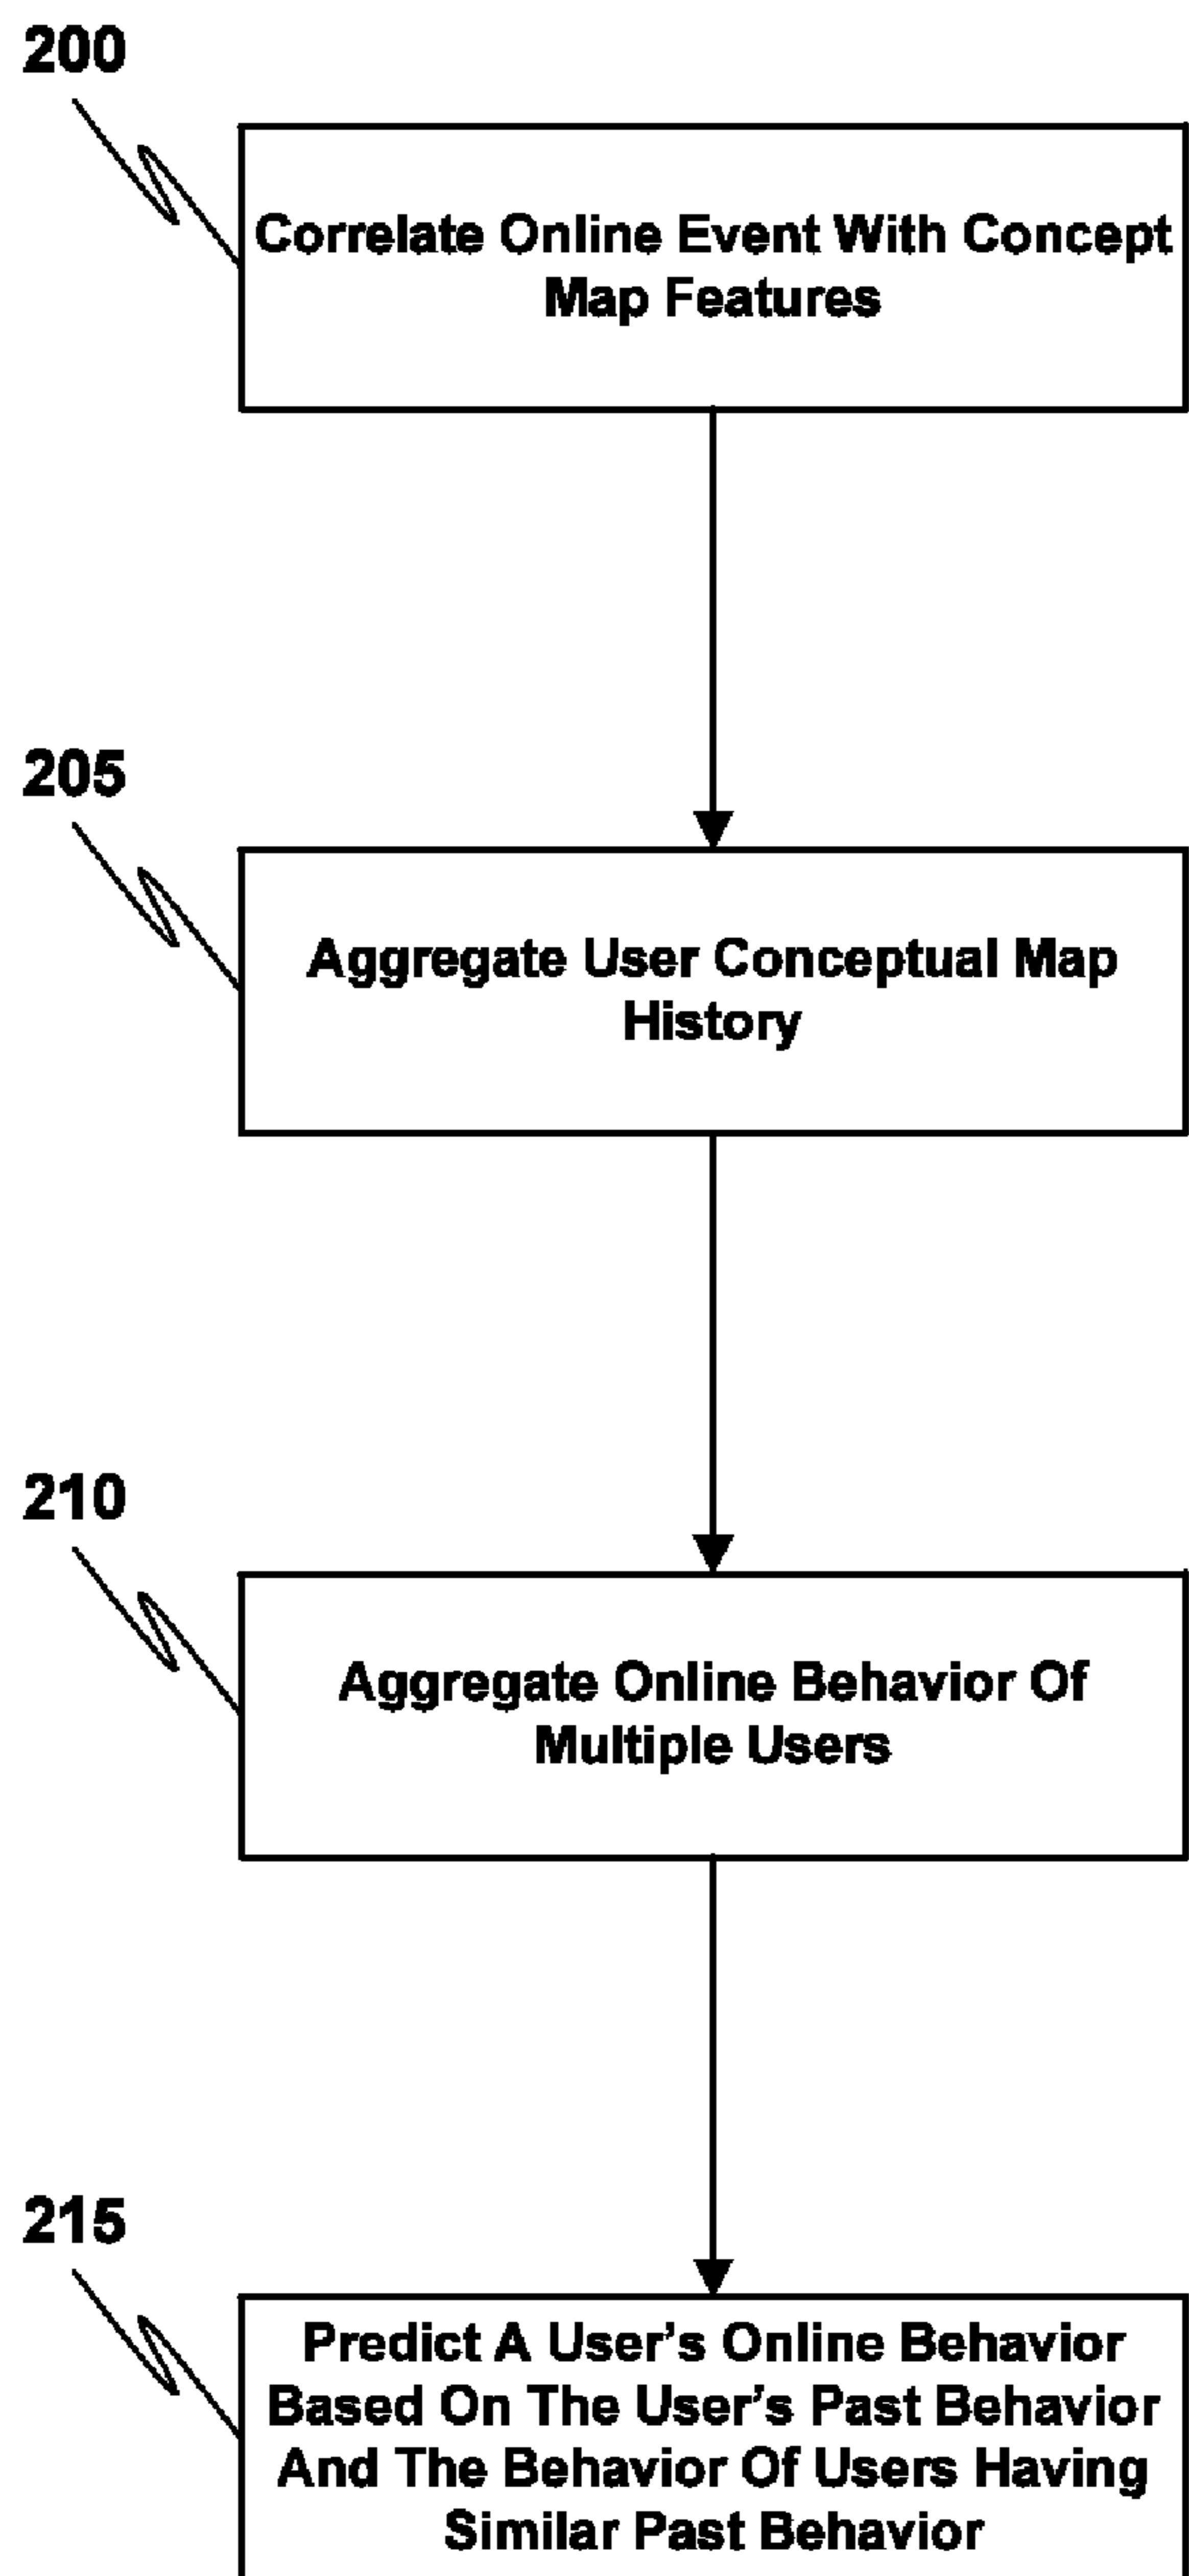 200
Correlate Online Event With Concept
Map Features
205
Aggregate User Conceptual Map
History
210
Aggregate Online Behavior Of
Multiple Users
215
Predict A User's Online Behavior
Based On The User's Past Behavior
And The Behavior Of Users Having
Similar Past Behavior